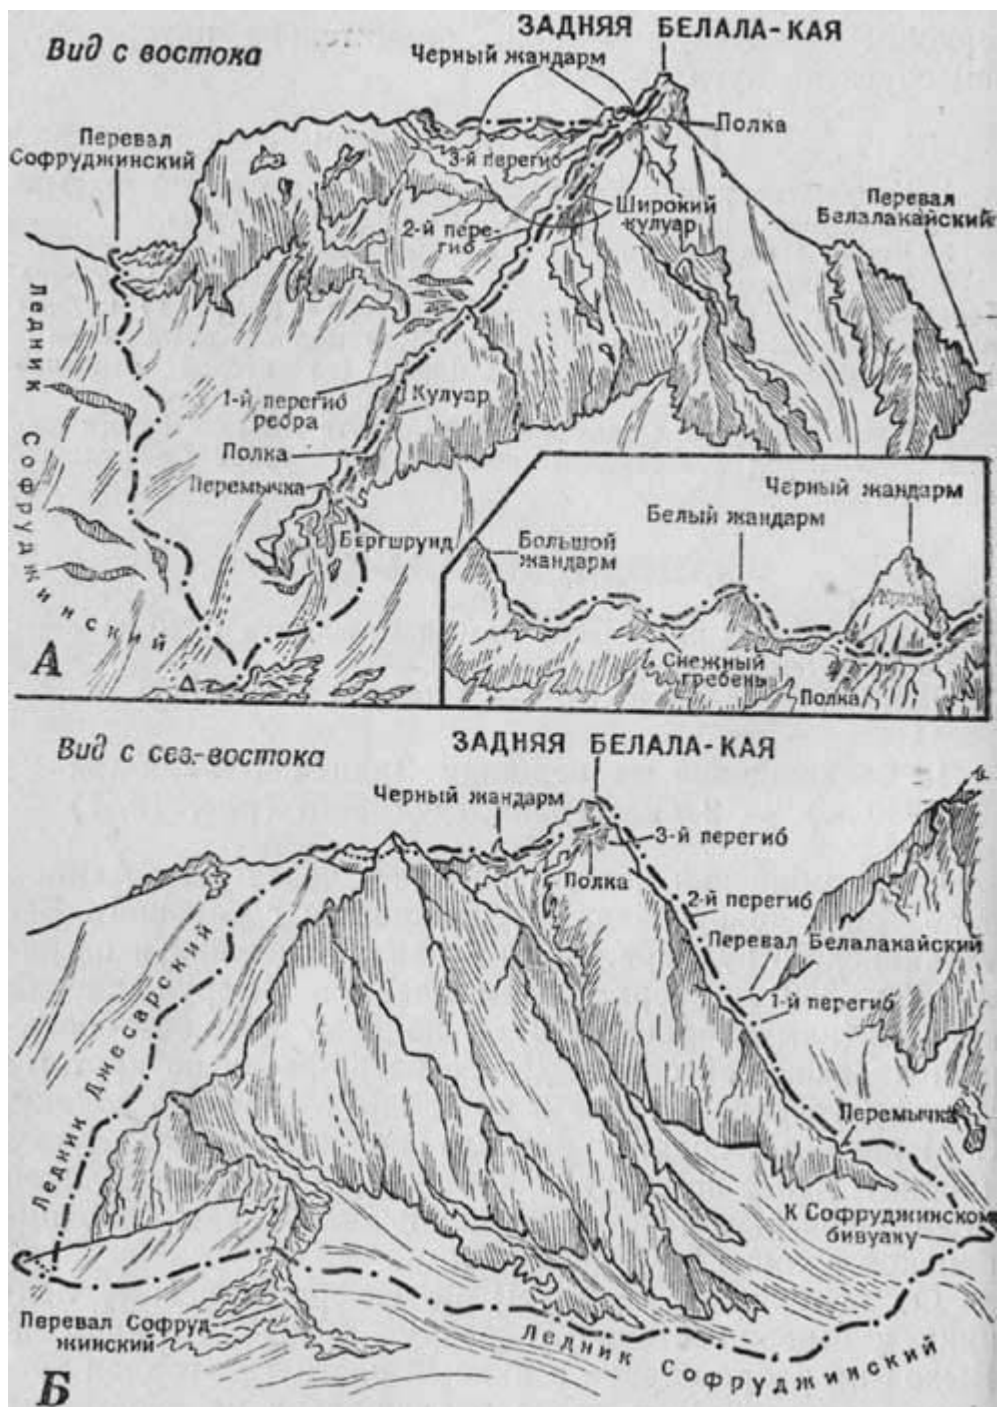 ЗАДНЯЯ БЕЛАЛА-КАЯ
Вид с востока
Черный жандарм
Полка
Перевал
Софруджинский
3-й перегиб
Перевал
Белалакайский
Широкий
кулуар
2-й пере-
гиб
Ледник Софруджинский
1-й перегиб
ребра
Кулуар
Полка
Перемычка
Бергшрунд
Черный жандарм
Белый жандарм
Большой
жандарм
Снежный
гребень
Полка
А
Вид с сев.-востока
ЗАДНЯЯ БЕЛАЛА-КАЯ
Черный жандарм
3-й перегиб
Полка
2-й перегиб
Перевал Белалакайский
1-й перегиб
Ледник Джессарский
Перемычка
К Софруджинском
бивуаку
Перевал Софруд-
жинский
Ледник Софруджинский
Б